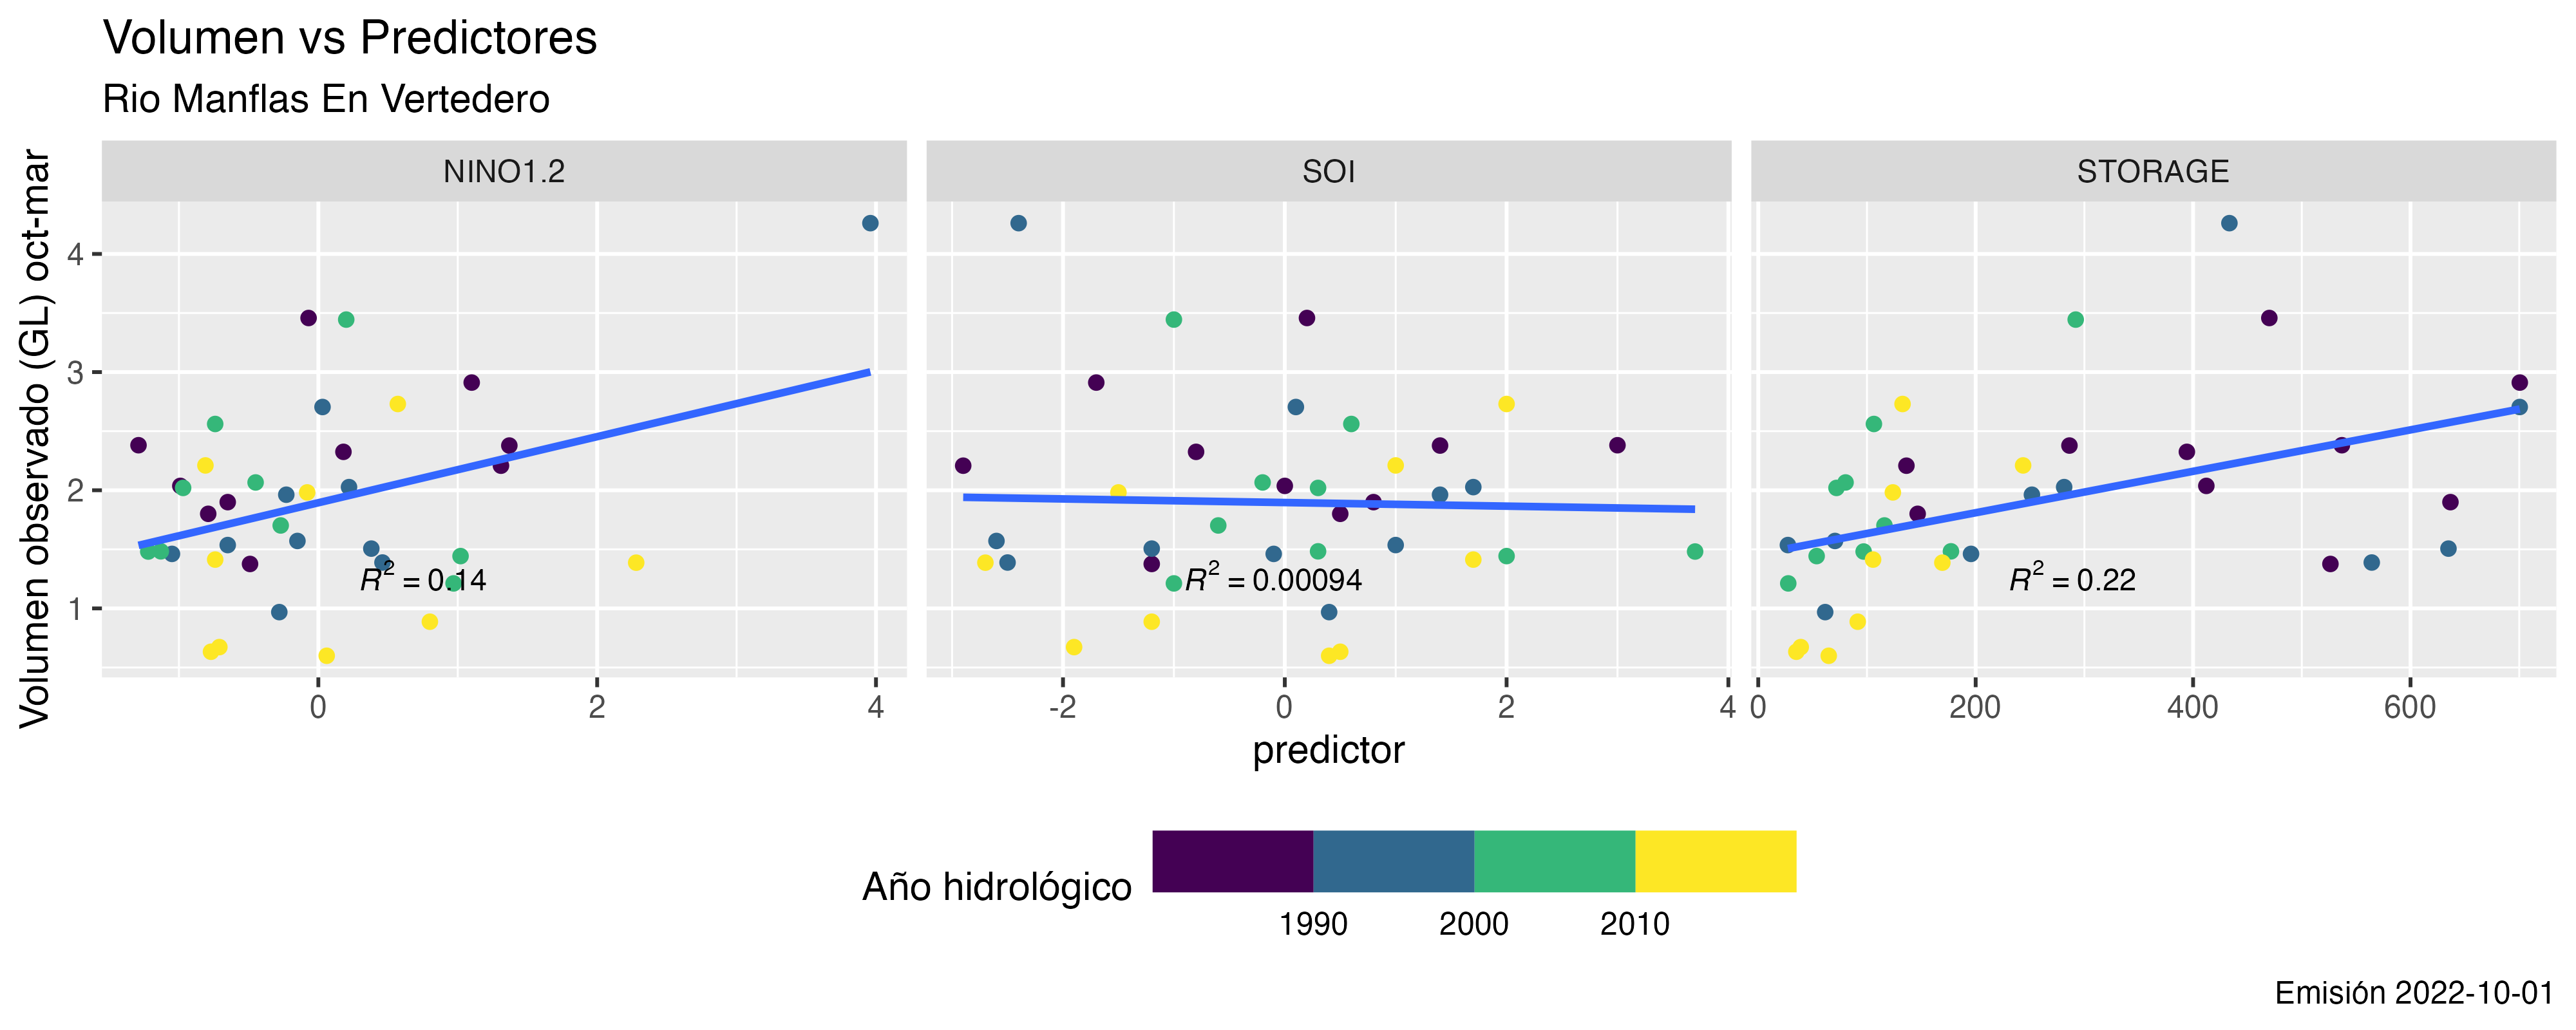 Volumen vs Predictores
Rio Manflas En Vertedero
Volumen observado (GL) oct-mar
NINO1.2
SOI
STORAGE
4
3
2
1
R² = 0.14
R² = 0.00094
R² = 0.22
0 2 4
-2 0 2 4
0 200 400 600
predictor
Año hidrológico
1990 2000 2010
Emisión 2022-10-01